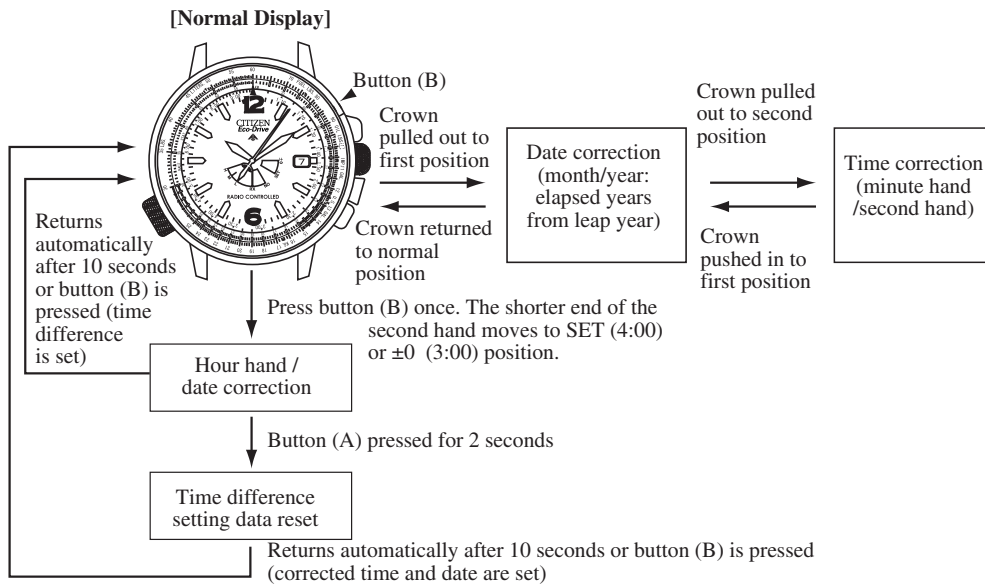 [Normal Display]
Button (B)
CITIZEN
Eco-Drive
RADIO CONTROLLED
12
6
7
Crown
pulled out to
first position
Crown returned
to normal
position
Date correction
(month/year:
elapsed years
from leap year)
Crown pulled
out to second
position
Crown
pushed in to
first position
Time correction
(minute hand
/second hand)
Returns
automatically
after 10 seconds
or button (B) is
pressed (time
difference
is set)
Press button (B) once. The shorter end of the
second hand moves to SET (4:00)
or ±0 (3:00) position.
Hour hand /
date correction
Button (A) pressed for 2 seconds
Time difference
setting data reset
Returns automatically after 10 seconds or button (B) is pressed
(corrected time and date are set)